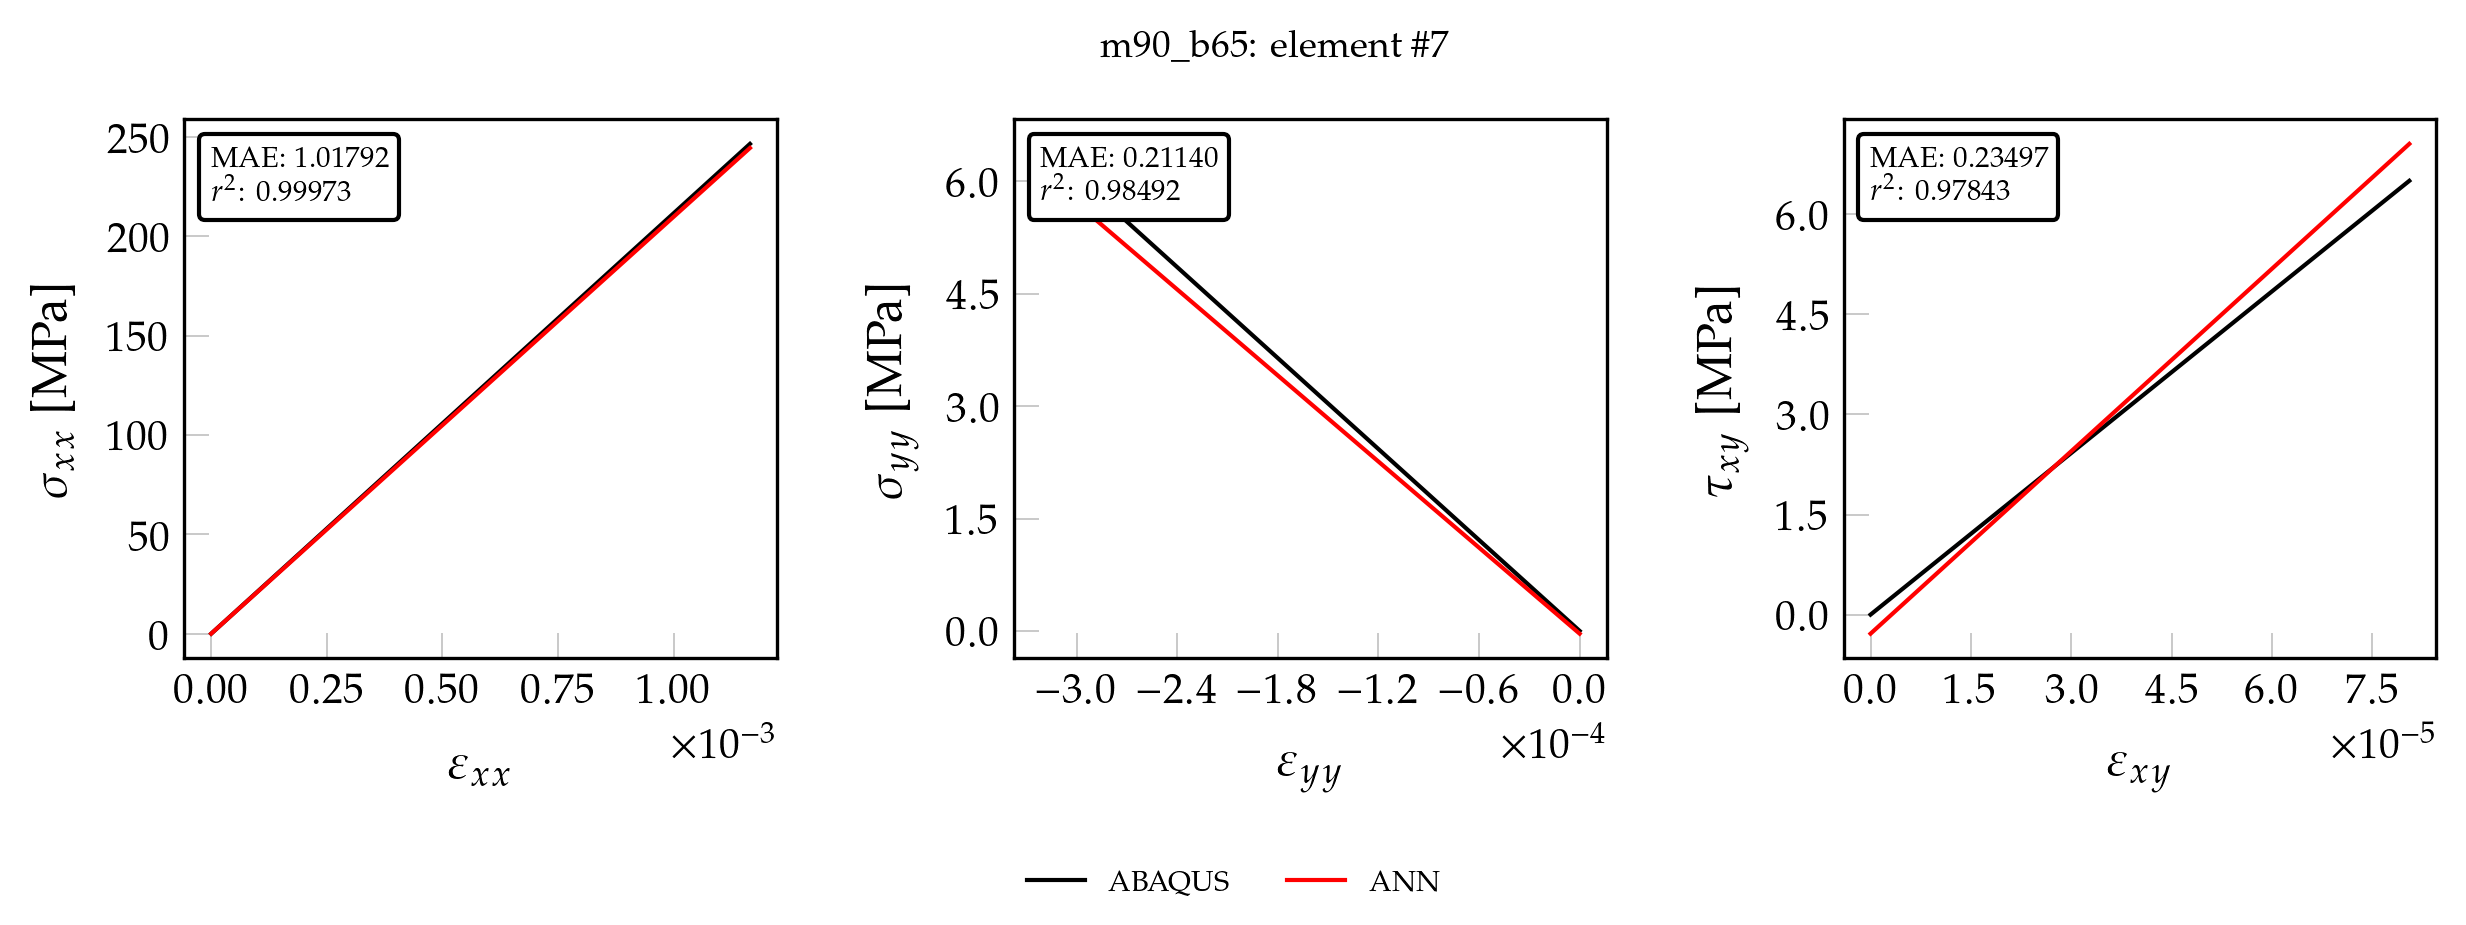 m90_b65: element #7
MAE: 1.01792
r²: 0.99973
250
200
150
100
50
0
σxx [MPa]
0.00 0.25 0.50 0.75 1.00
×10⁻³
εxx
MAE: 0.21140
r²: 0.98492
6.0
4.5
3.0
1.5
0.0
σyy [MPa]
−3.0 −2.4 −1.8 −1.2 −0.6 0.0
×10⁻⁴
εyy
MAE: 0.23497
r²: 0.97843
6.0
4.5
3.0
1.5
0.0
τxy [MPa]
0.0 1.5 3.0 4.5 6.0 7.5
×10⁻⁵
εxy
ABAQUS ANN